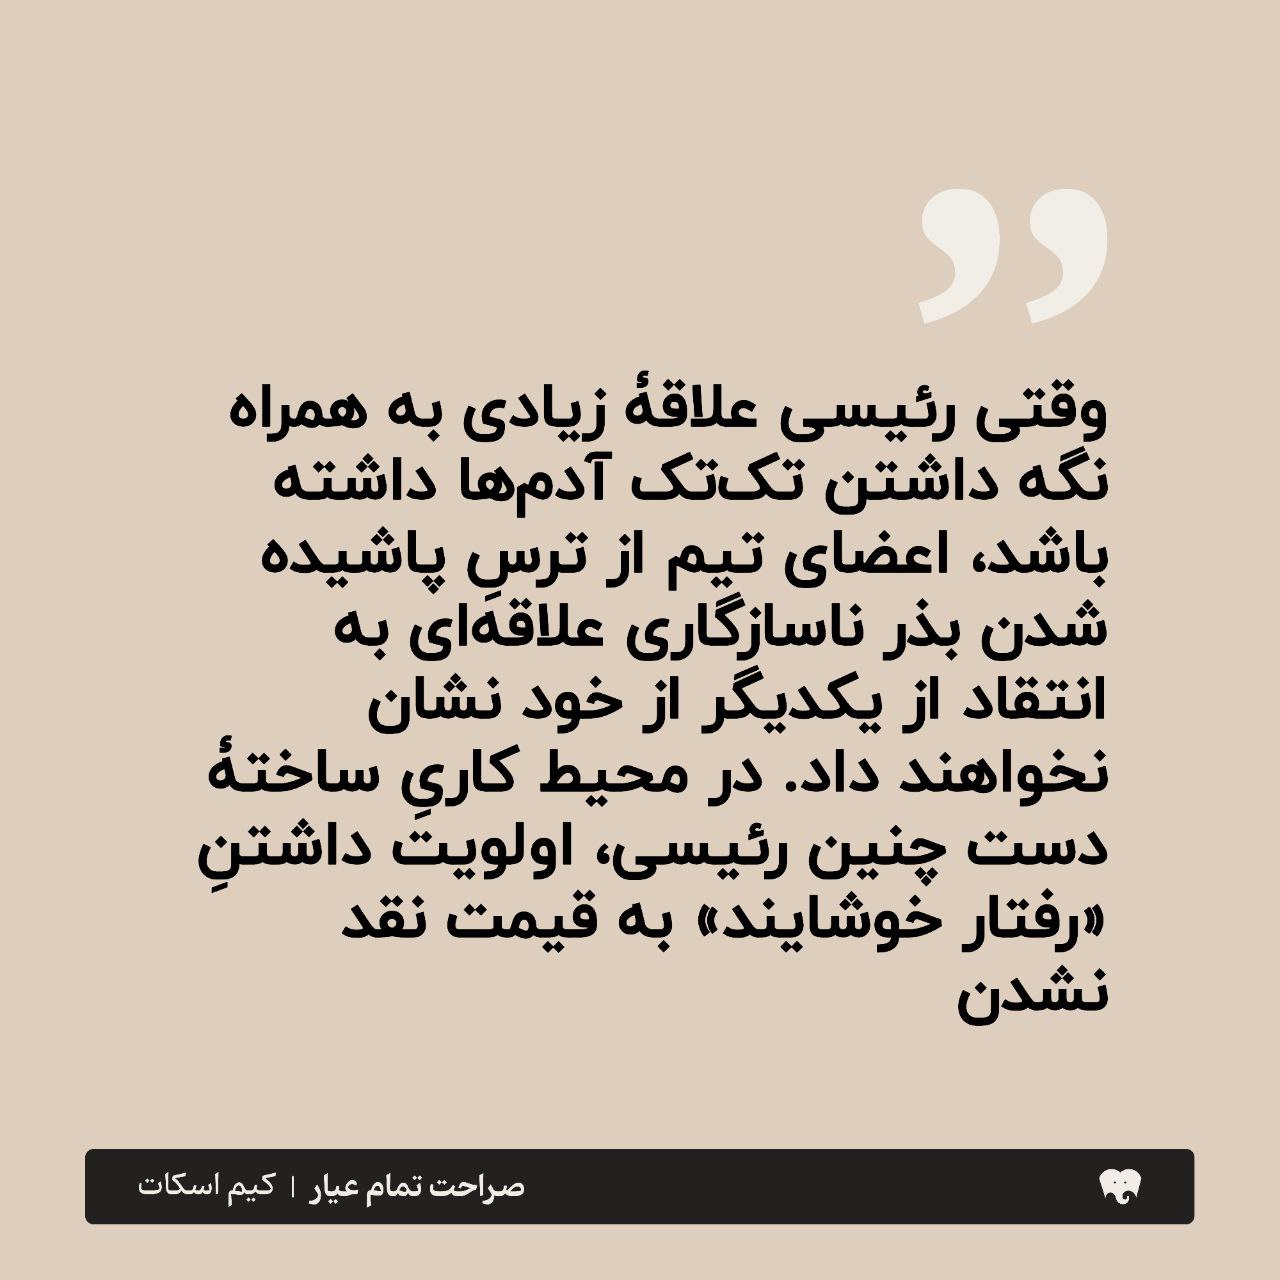 وقتی رئیسی علاقهٔ زیادی به همراه
نگه داشتن تک‌تک آدم‌ها داشته
باشد، اعضای تیم از ترسِ پاشیده
شدن بذر ناسازگاری علاقه‌ای به
انتقاد از یکدیگر از خود نشان
نخواهند داد. در محیط کاریِ ساختهٔ
دست چنین رئیسی، اولویت داشتنِ
«رفتار خوشایند» به قیمت نقد
نشدن
صراحت تمام عیار | کیم اسکات